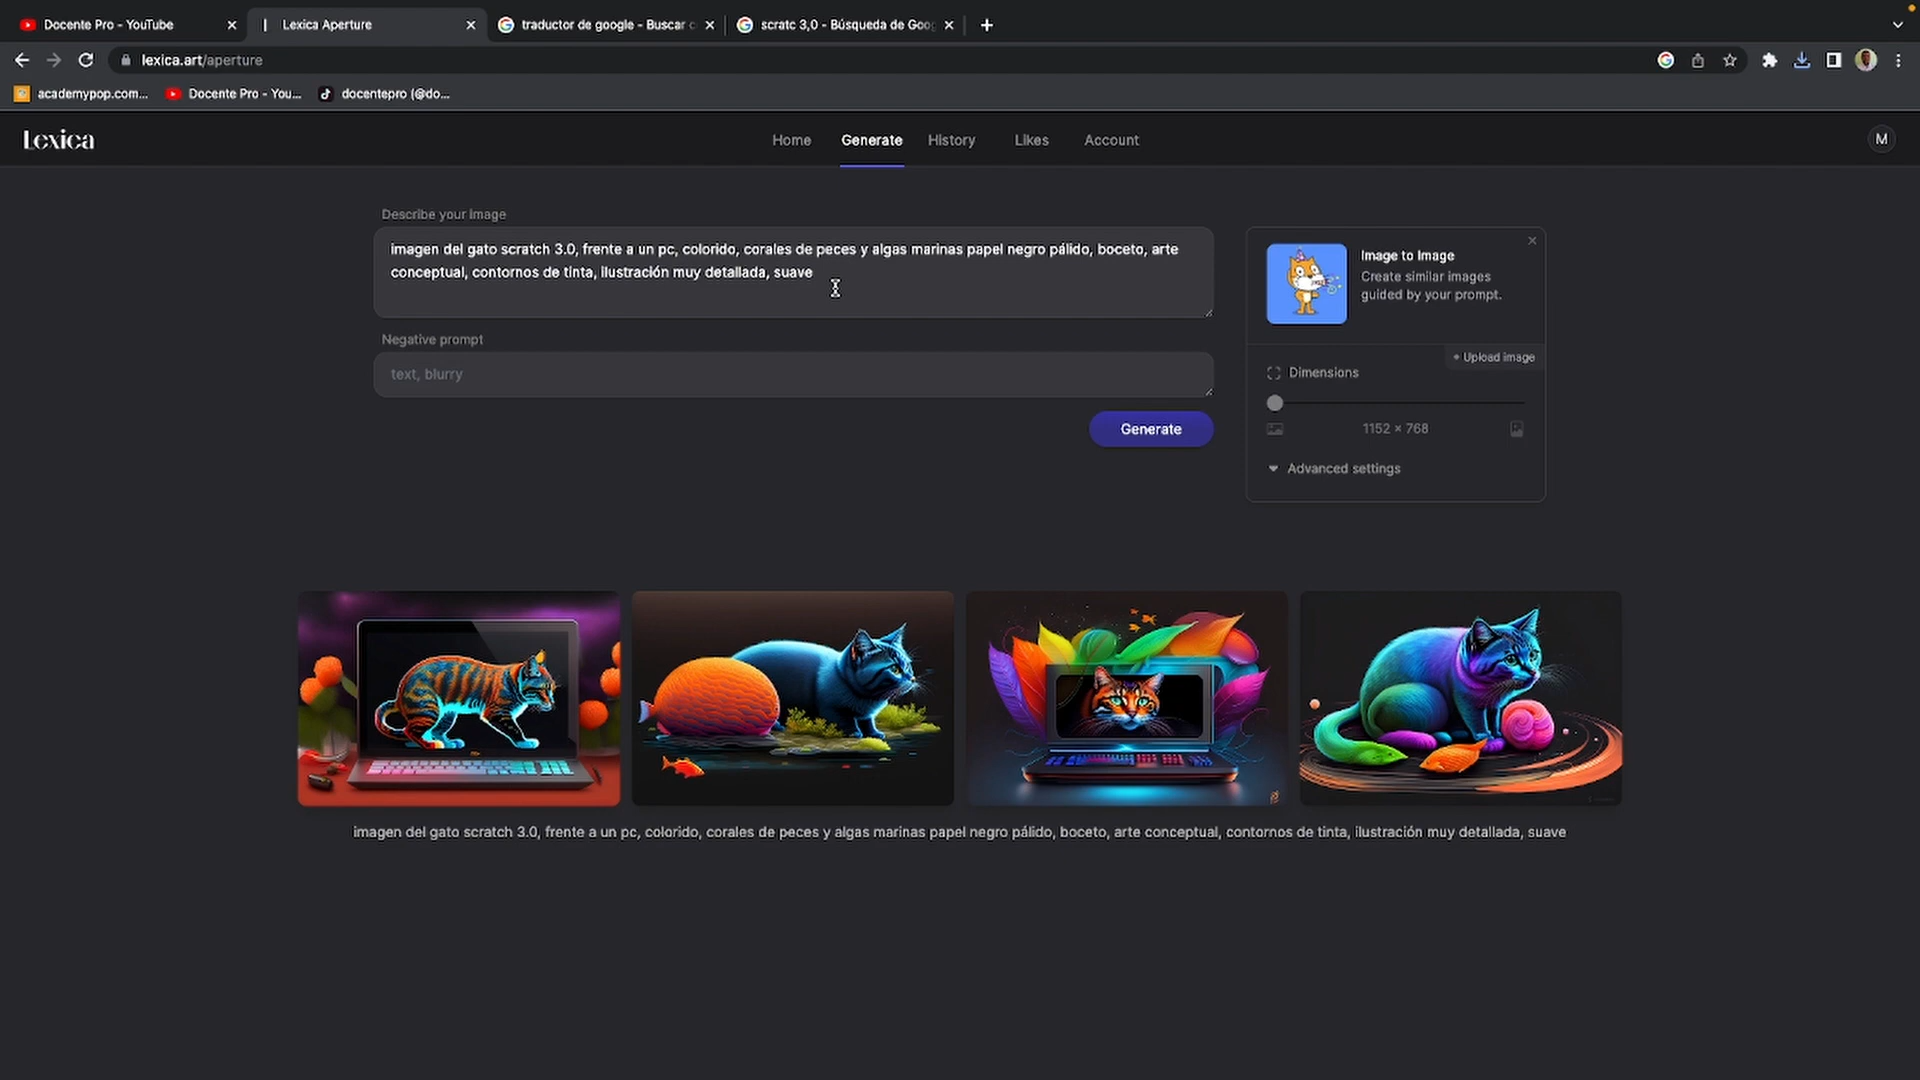 Docente Pro - YouTube
Lexica Aperture
traductor de google - Buscar c
scratc 3,0 - Búsqueda de Goog
lexica.art/aperture
academypop.com...
Docente Pro - You...
docentepro (@do...
Lexica
Home
Generate
History
Likes
Account
M
Describe your image
imagen del gato scratch 3.0, frente a un pc, colorido, corales de peces y algas marinas papel negro pálido, boceto, arte
conceptual, contornos de tinta, ilustración muy detallada, suave
Negative prompt
text, blurry
Generate
Image to Image
Create similar images
guided by your prompt.
+ Upload image
Dimensions
1152 × 768
Advanced settings
imagen del gato scratch 3.0, frente a un pc, colorido, corales de peces y algas marinas papel negro pálido, boceto, arte conceptual, contornos de tinta, ilustración muy detallada, suave